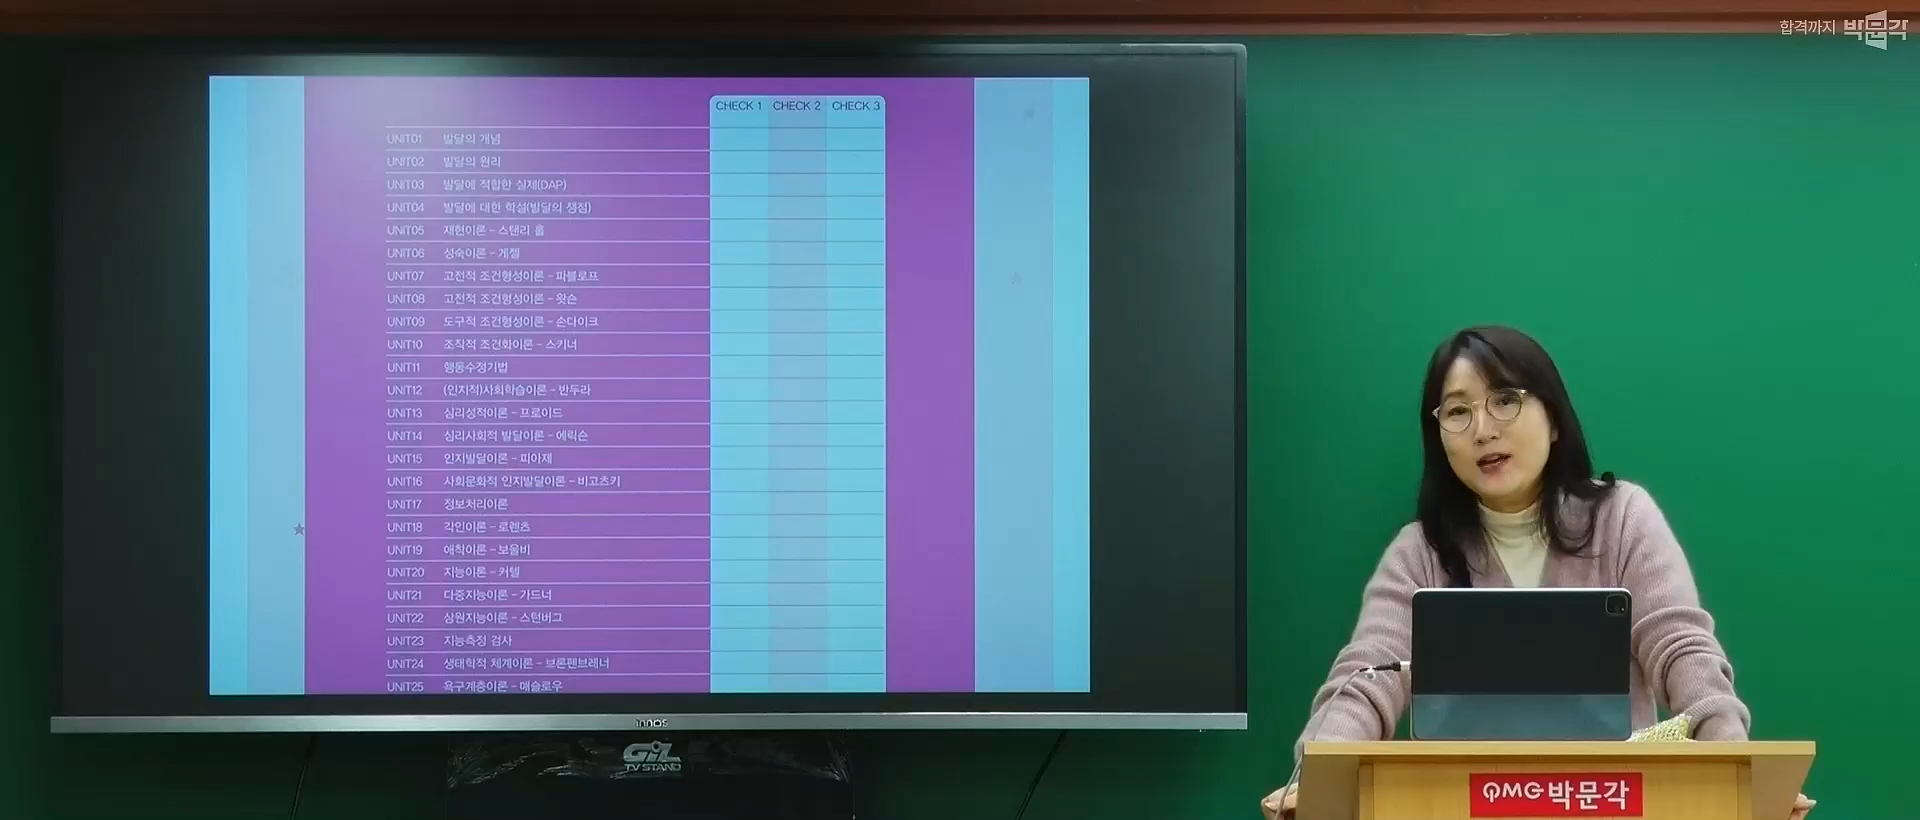 합격까지 박문각
CHECK 1 CHECK 2 CHECK 3
UNIT01 발달의 개념
UNIT02 발달의 원리
UNIT03 발달에 적합한 실제(DAP)
UNIT04 발달에 대한 학설(발달의 쟁점)
UNIT05 재현이론 - 스탠리 홀
UNIT06 성숙이론 - 게젤
UNIT07 고전적 조건형성이론 - 파블로프
UNIT08 고전적 조건형성이론 - 왓슨
UNIT09 도구적 조건형성이론 - 손다이크
UNIT10 조직적 조건화이론 - 스키너
UNIT11 행동수정기법
UNIT12 (인지적)사회학습이론 - 반두라
UNIT13 심리성적이론 - 프로이드
UNIT14 심리사회적 발달이론 - 에릭슨
UNIT15 인지발달이론 - 피아제
UNIT16 사회문화적 인지발달이론 - 비고츠키
UNIT17 정보처리이론
UNIT18 각인이론 - 로렌츠
UNIT19 애착이론 - 보울비
UNIT20 지능이론 - 커텔
UNIT21 다중지능이론 - 가드너
UNIT22 삼원지능이론 - 스턴버그
UNIT23 지능측정 검사
UNIT24 생태학적 체계이론 - 브론펜브레너
UNIT25 욕구계층이론 - 매슬로우
innos
GIL
TV STAND
PMG 박문각